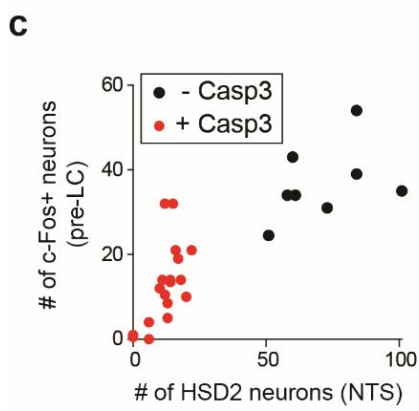 c
- Casp3
+ Casp3
60
40
20
0
# of c-Fos+ neurons
(pre-LC)
0
50
100
# of HSD2 neurons (NTS)